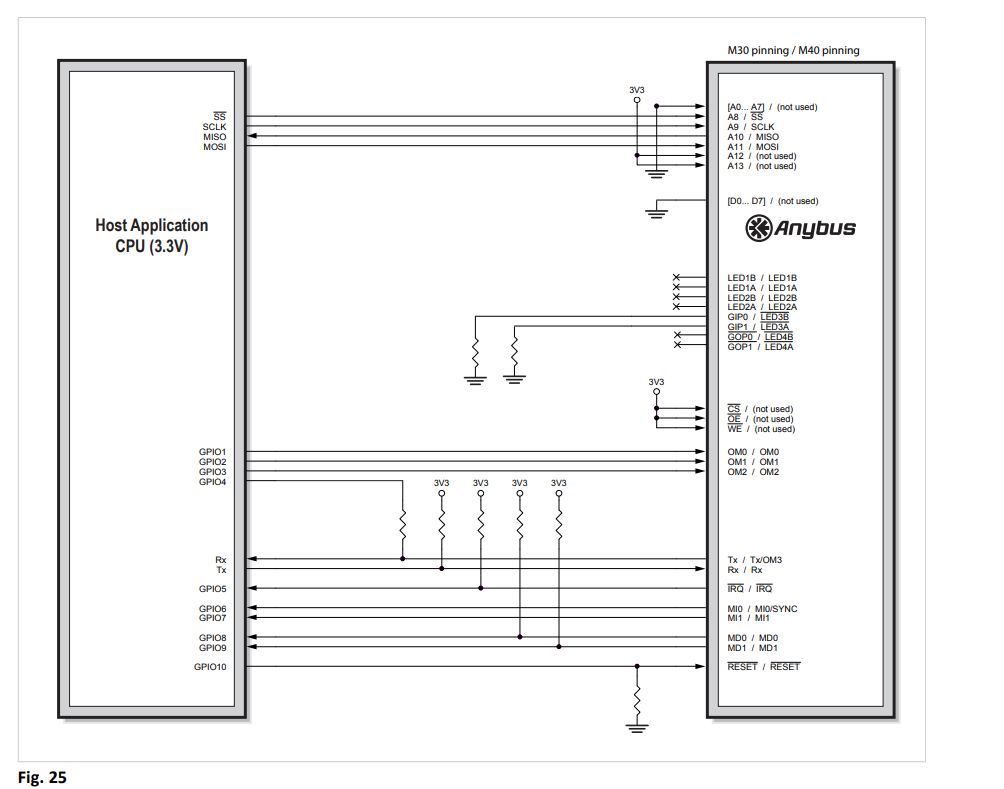 M30 pinning / M40 pinning
3V3
[A0... A7] / (not used)
SS
A8 / SS
SCLK
A9 / SCLK
MISO
A10 / MISO
MOSI
A11 / MOSI
A12 / (not used)
A13 / (not used)
[D0... D7] / (not used)
Host Application
CPU (3.3V)
Anybus
LED1B / LED1B
LED1A / LED1A
LED2B / LED2B
LED2A / LED2A
GIP0 / LED3B
GIP1 / LED3A
GOP0 / LED4B
GOP1 / LED4A
3V3
CS / (not used)
OE / (not used)
WE / (not used)
GPIO1
OM0 / OM0
GPIO2
OM1 / OM1
GPIO3
OM2 / OM2
GPIO4
3V3 3V3 3V3 3V3
Rx
Tx / Tx/OM3
Tx
Rx / Rx
GPIO5
IRQ / IRQ
GPIO6
MI0 / MI0/SYNC
GPIO7
MI1 / MI1
GPIO8
MD0 / MD0
GPIO9
MD1 / MD1
GPIO10
RESET / RESET
Fig. 25